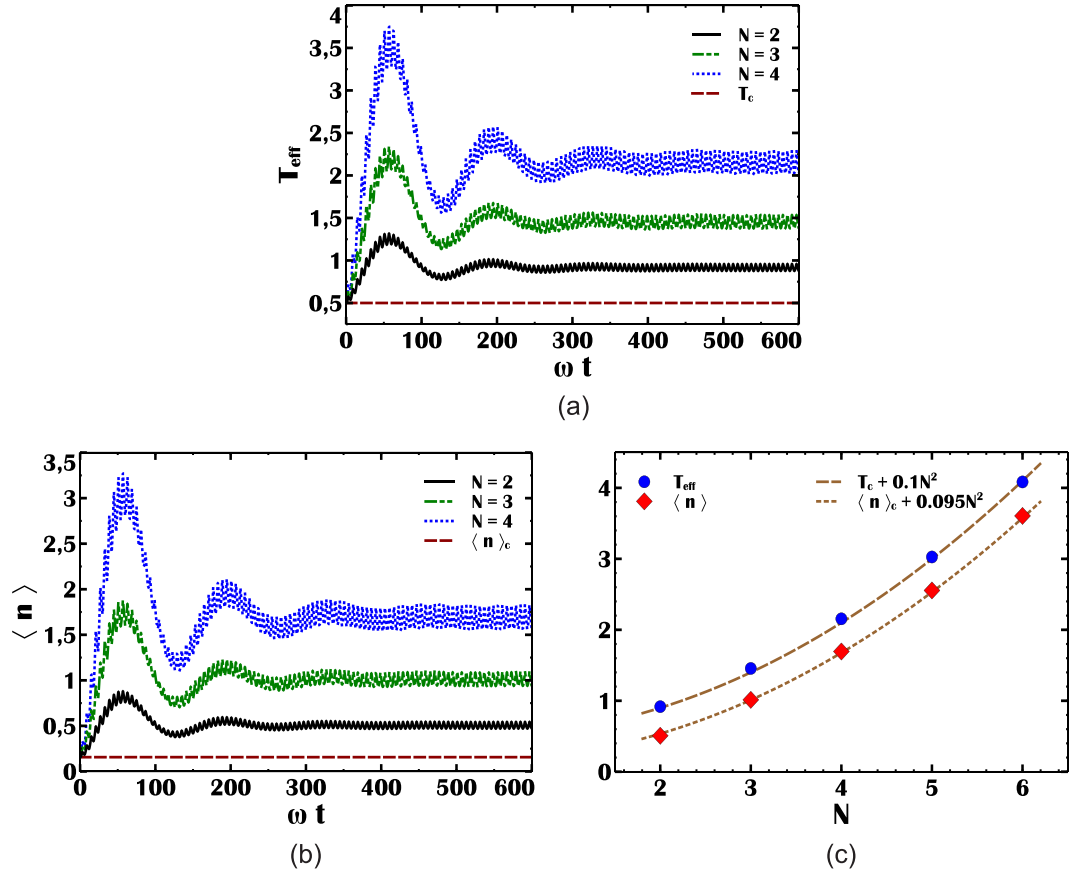 4
3,5
3
2,5
2
1,5
1
0,5
T_eff
N = 2
N = 3
N = 4
T_c
0 100 200 300 400 500 600
ω t
(a)
3,5
3
2,5
2
1,5
1
0,5
0
⟨ n ⟩
N = 2
N = 3
N = 4
⟨ n ⟩_c
0 100 200 300 400 500 600
ω t
(b)
T_eff
⟨ n ⟩
T_c + 0.1N²
⟨ n ⟩_c + 0.095N²
4
3
2
1
0
2 3 4 5 6
N
(c)